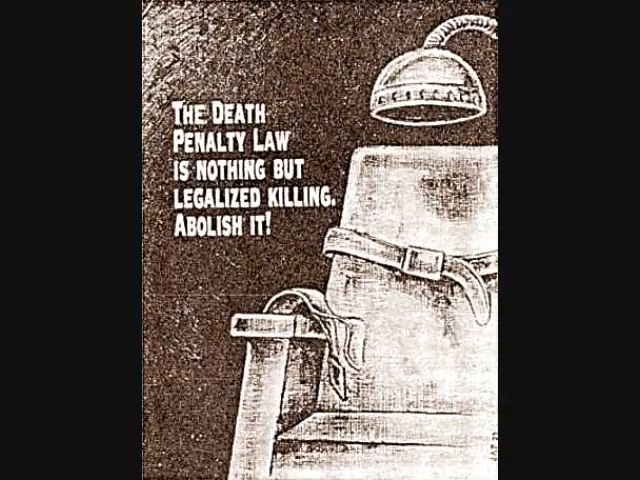 THE DEATH
PENALTY LAW
IS NOTHING BUT
LEGALIZED KILLING.
ABOLISH IT!